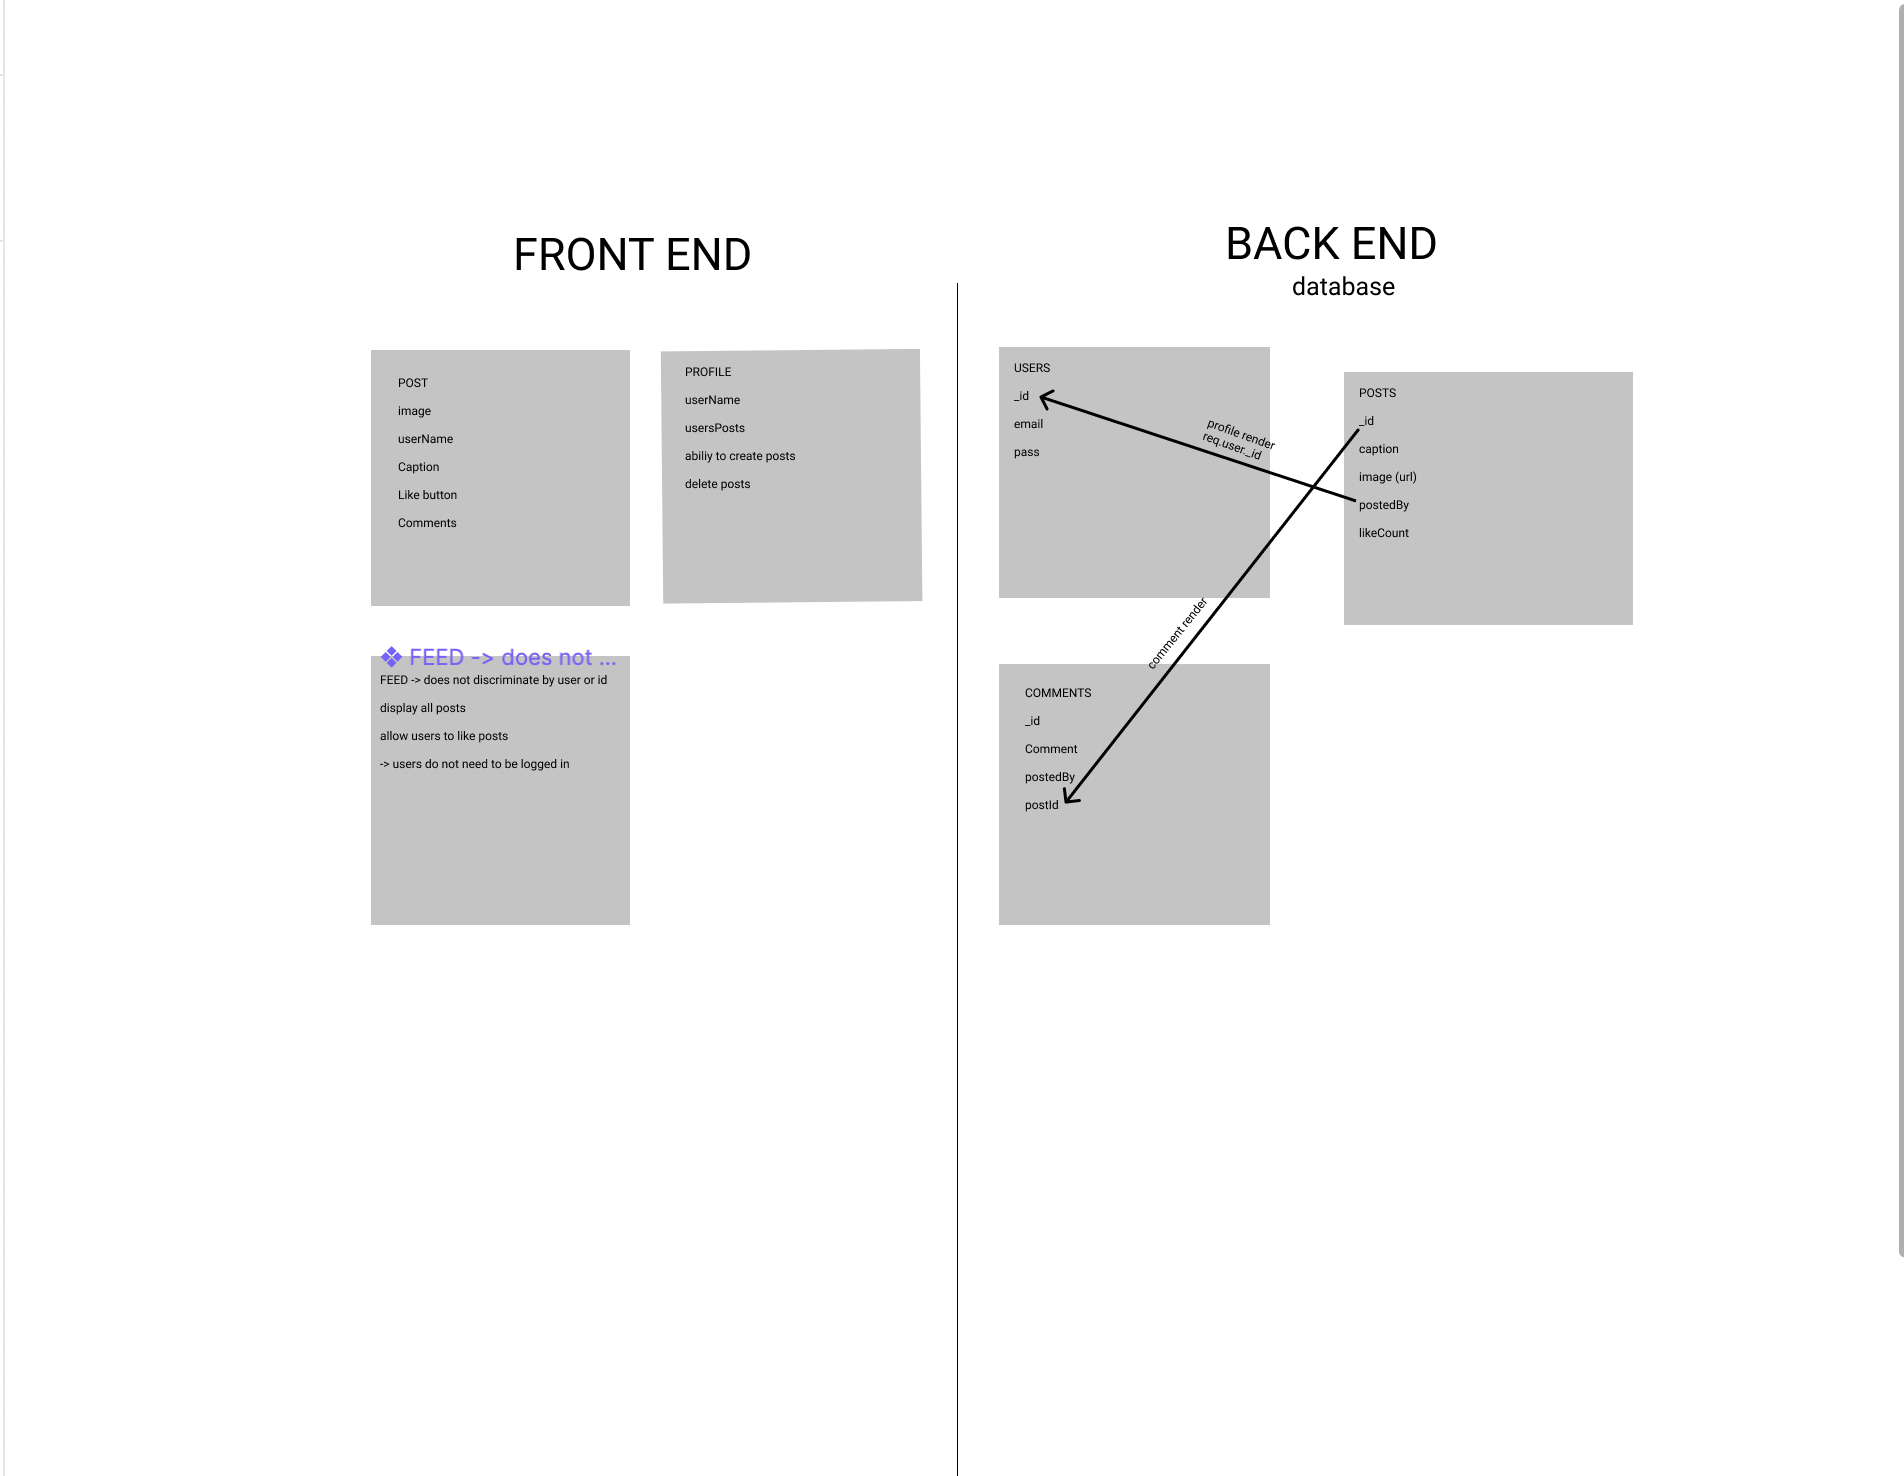 FRONT END
POST
image
userName
Caption
Like button
Comments
PROFILE
userName
usersPosts
abiliy to create posts
delete posts
FEED -> does not ...
FEED -> does not discriminate by user or id
display all posts
allow users to like posts
-> users do not need to be logged in
BACK END
database
USERS
_id
email
pass
profile render
req.user._id
POSTS
_id
caption
image (url)
postedBy
likeCount
comment render
COMMENTS
_id
Comment
postedBy
postId